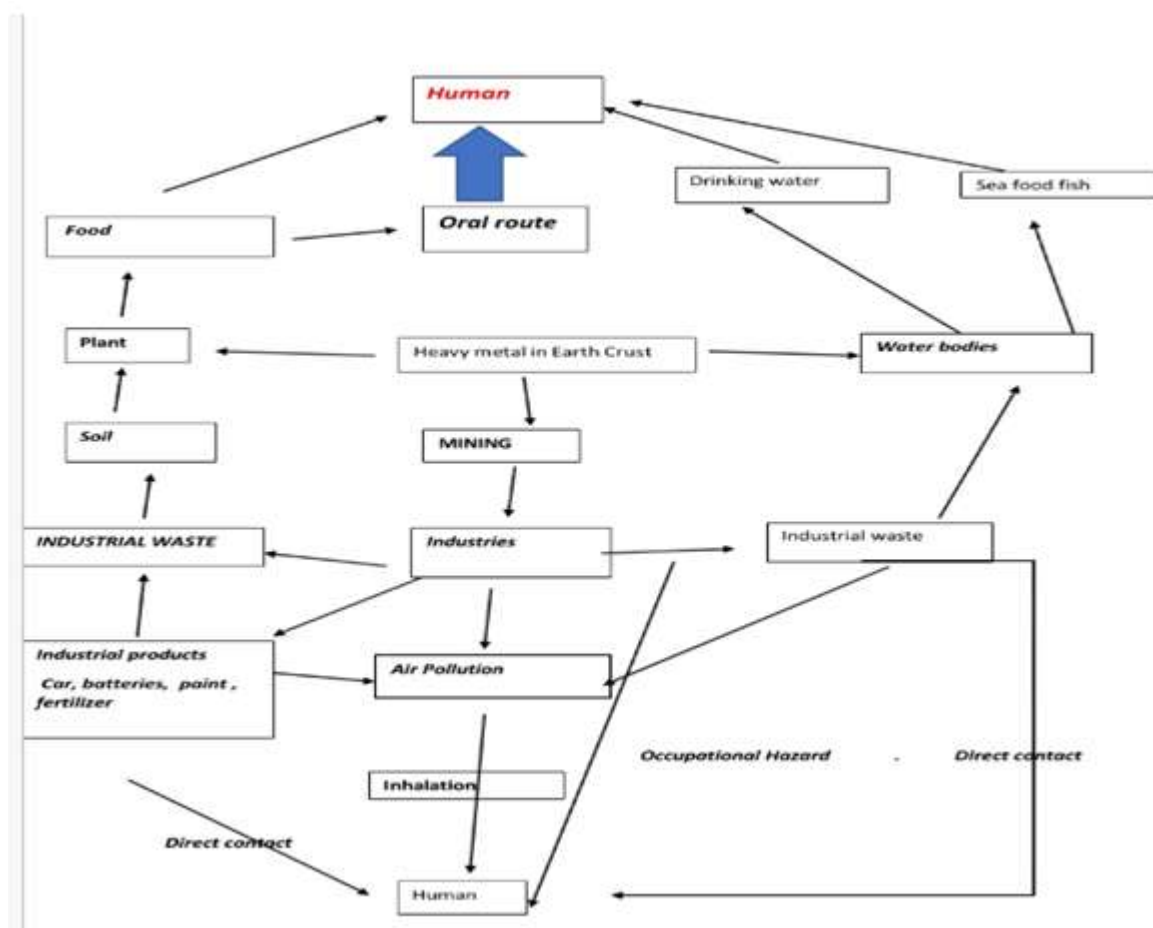 Human
Drinking water
Sea food fish
Food
Oral route
Plant
Heavy metal in Earth Crust
Water bodies
Soil
MINING
INDUSTRIAL WASTE
Industries
Industrial waste
Industrial products
Car, batteries, paint ,
fertilizer
Air Pollution
Occupational Hazard . Direct contact
Inhalation
Direct contact
Human